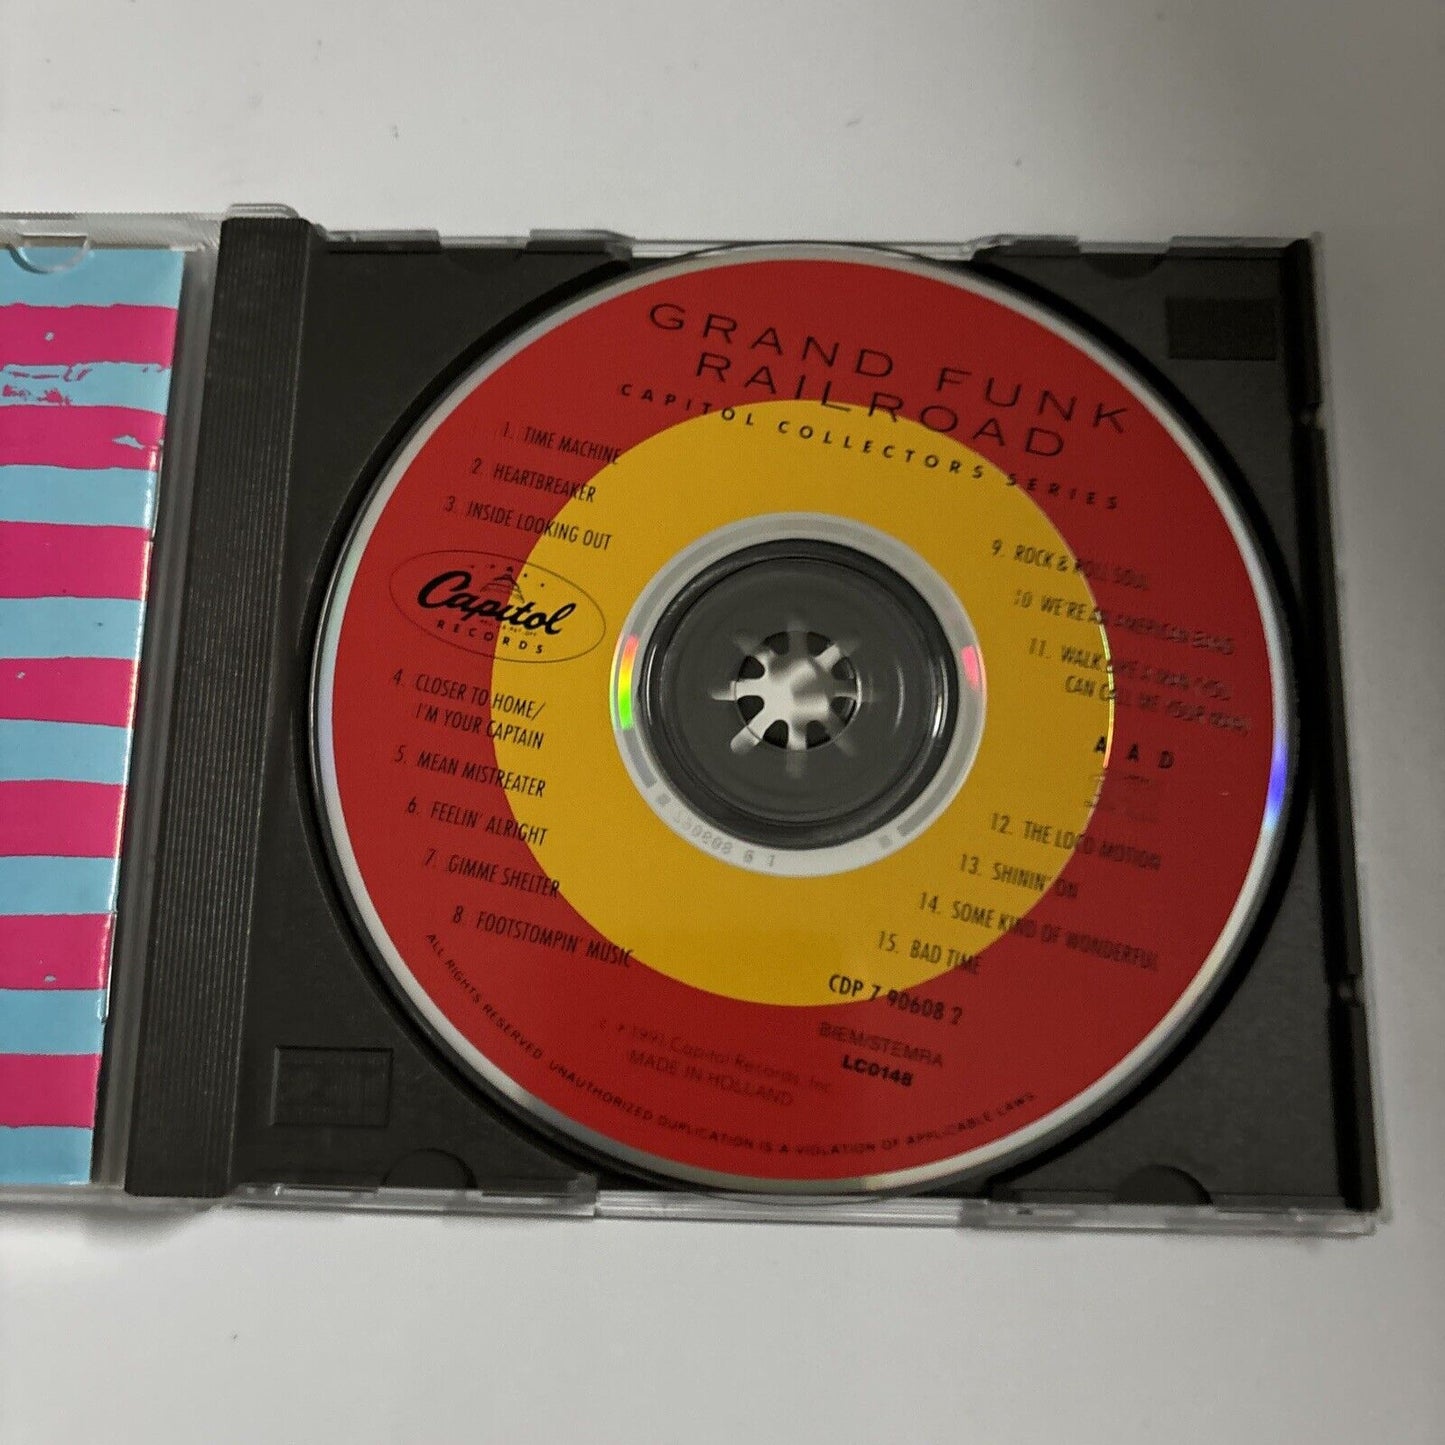 GRAND FUNK
RAILROAD
CAPITOL COLLECTORS SERIES
1. TIME MACHINE
2. HEARTBREAKER
3. INSIDE LOOKING OUT
Capitol
RECORDS
4. CLOSER TO HOME/
I'M YOUR CAPTAIN
5. MEAN MISTREATER
6. FEELIN' ALRIGHT
7. GIMME SHELTER
8. FOOTSTOMPIN' MUSIC
9. ROCK & ROLL SOUL
10 WE'RE AN AMERICAN BAND
11. WALK LIKE A MAN (YOU
CAN CALL ME YOUR MAN)
A A D
12. THE LOCO MOTION
13. SHININ' ON
14. SOME KIND OF WONDERFUL
15. BAD TIME
CDP 7 90608 2
BIEM/STEMRA
LC0148
1991 Capitol Records, Inc.
MADE IN HOLLAND
ALL RIGHTS RESERVED. UNAUTHORIZED DUPLICATION IS A VIOLATION OF APPLICABLE LAWS.